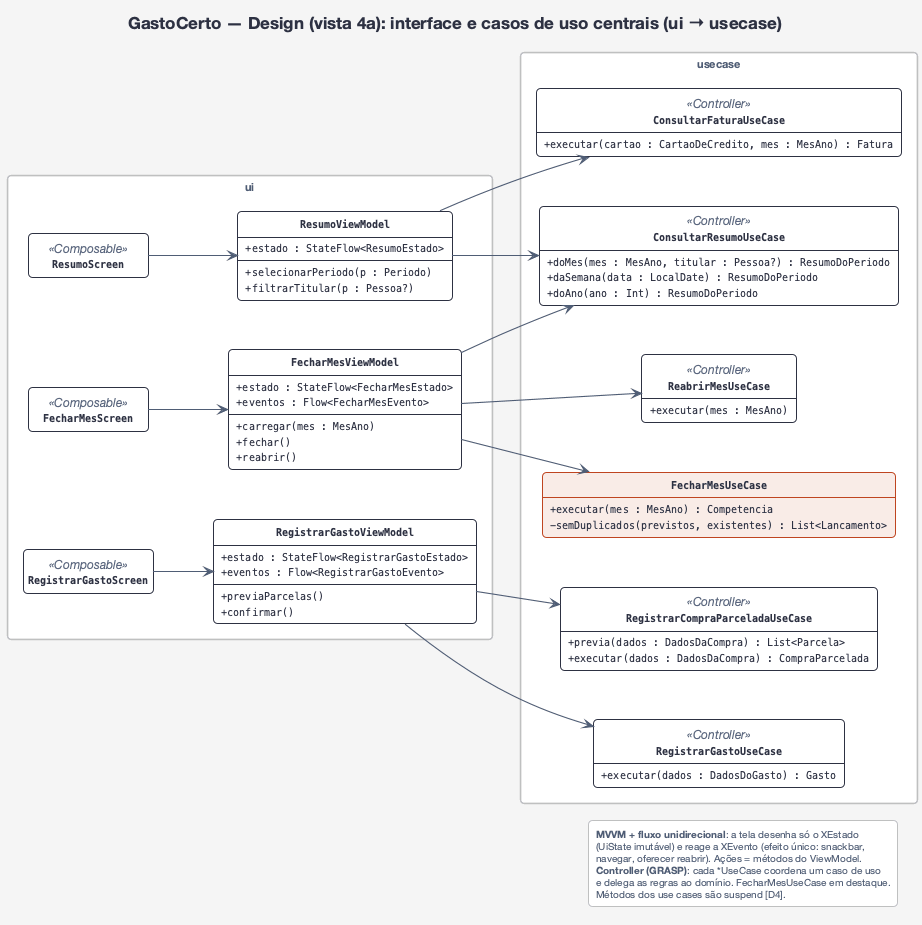 GastoCerto — Design (vista 4a): interface e casos de uso centrais (ui → usecase)
ui
«Composable»
ResumoScreen
ResumoViewModel
+estado : StateFlow<ResumoEstado>
+selecionarPeriodo(p : Periodo)
+filtrarTitular(p : Pessoa?)
«Composable»
FecharMesScreen
FecharMesViewModel
+estado : StateFlow<FecharMesEstado>
+eventos : Flow<FecharMesEvento>
+carregar(mes : MesAno)
+fechar()
+reabrir()
«Composable»
RegistrarGastoScreen
RegistrarGastoViewModel
+estado : StateFlow<RegistrarGastoEstado>
+eventos : Flow<RegistrarGastoEvento>
+previaParcelas()
+confirmar()
usecase
«Controller»
ConsultarFaturaUseCase
+executar(cartao : CartaoDeCredito, mes : MesAno) : Fatura
«Controller»
ConsultarResumoUseCase
+doMes(mes : MesAno, titular : Pessoa?) : ResumoDoPeriodo
+daSemana(data : LocalDate) : ResumoDoPeriodo
+doAno(ano : Int) : ResumoDoPeriodo
«Controller»
ReabrirMesUseCase
+executar(mes : MesAno)
FecharMesUseCase
+executar(mes : MesAno) : Competencia
−semDuplicados(previstos, existentes) : List<Lancamento>
«Controller»
RegistrarCompraParceladaUseCase
+previa(dados : DadosDaCompra) : List<Parcela>
+executar(dados : DadosDaCompra) : CompraParcelada
«Controller»
RegistrarGastoUseCase
+executar(dados : DadosDoGasto) : Gasto
MVVM + fluxo unidirecional: a tela desenha só o XEstado
(UiState imutável) e reage a XEvento (efeito único: snackbar,
navegar, oferecer reabrir). Ações = métodos do ViewModel.
Controller (GRASP): cada *UseCase coordena um caso de uso
e delega as regras ao domínio. FecharMesUseCase em destaque.
Métodos dos use cases são suspend [D4].